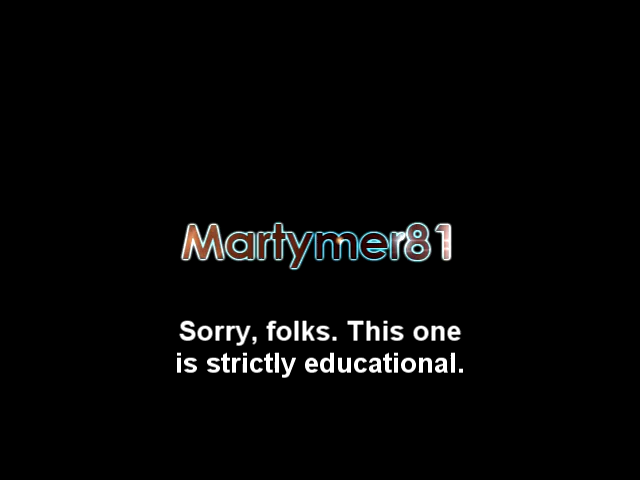 Martymer81
Sorry, folks. This one
is strictly educational.